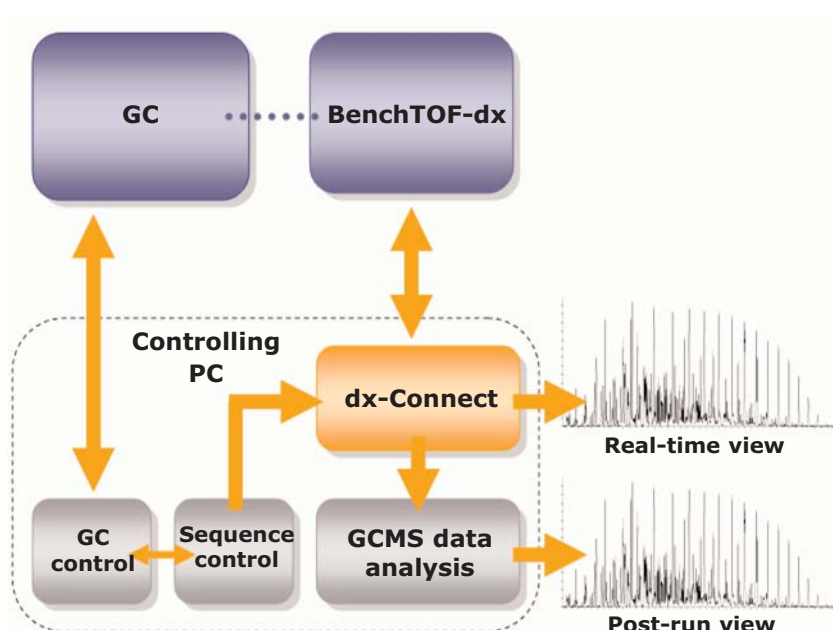 GC
BenchTOF-dx
Controlling
PC
dx-Connect
Real-time view
GC
control
Sequence
control
GCMS data
analysis
Post-run view